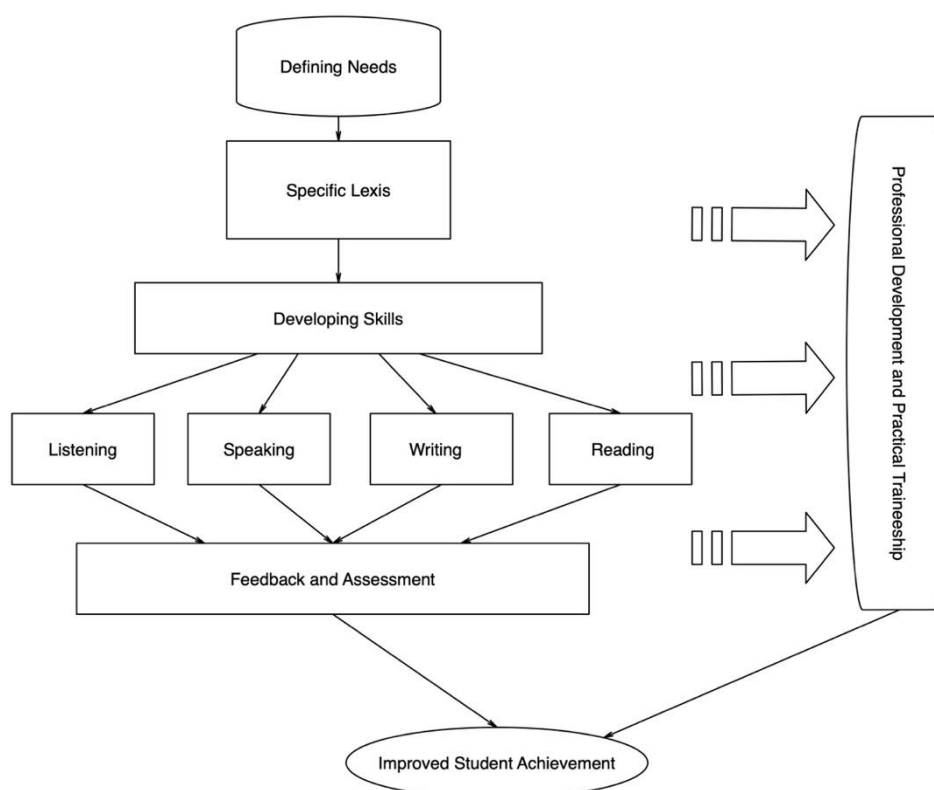 Defining Needs
Specific Lexis
Developing Skills
Listening
Speaking
Writing
Reading
Feedback and Assessment
Professional Development and Practical Traineeship
Improved Student Achievement